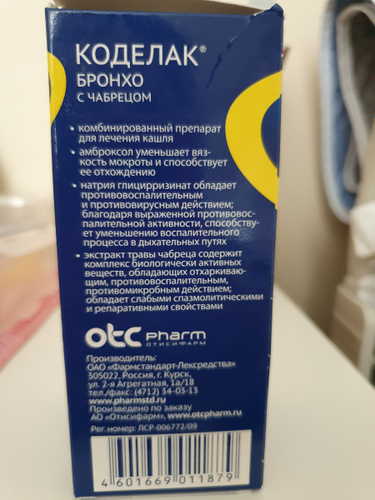 КОДЕЛАК®
БРОНХО
С ЧАБРЕЦОМ
• комбинированный препарат
для лечения кашля
• амброксол уменьшает вяз-
кость мокроты и способствует
ее отхождению
• натрия глицирризинат обладает
противовоспалительным
и противовирусным действием;
благодаря выраженной противовос-
палительной активности, способству-
ет уменьшению воспалительного
процесса в дыхательных путях
• экстракт травы чабреца содержит
комплекс биологически активных
веществ, обладающих отхаркиваю-
щим, противовоспалительным,
противомикробным действием;
обладает слабыми спазмолитическими
и репаративными свойствами
otc pharm
ОТИСИФАРМ
Производитель:
ОАО «Фармстандарт-Лексредства»
305022, Россия, г. Курск,
ул. 2-я Агрегатная, 1а/18
тел./факс: (4712) 34-03-13
www.pharmstd.ru
Произведено по заказу
АО «Отисифарм», www.otcpharm.ru
Рег. номер: ЛСР-006772/09
4 601669 011879